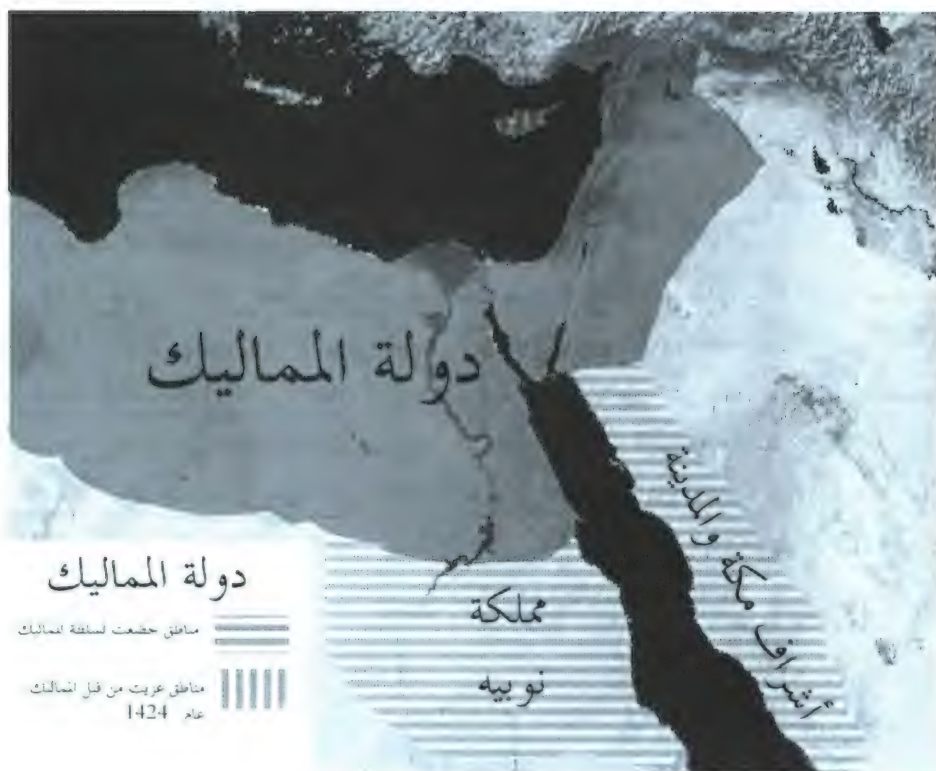 دولة المماليك
أشراف مكة والمدينة
مملكة
نوبيه
دولة المماليك
مناطق خضعت لسلطة المماليك
مناطق غزيت من قبل المماليك
عام 1424